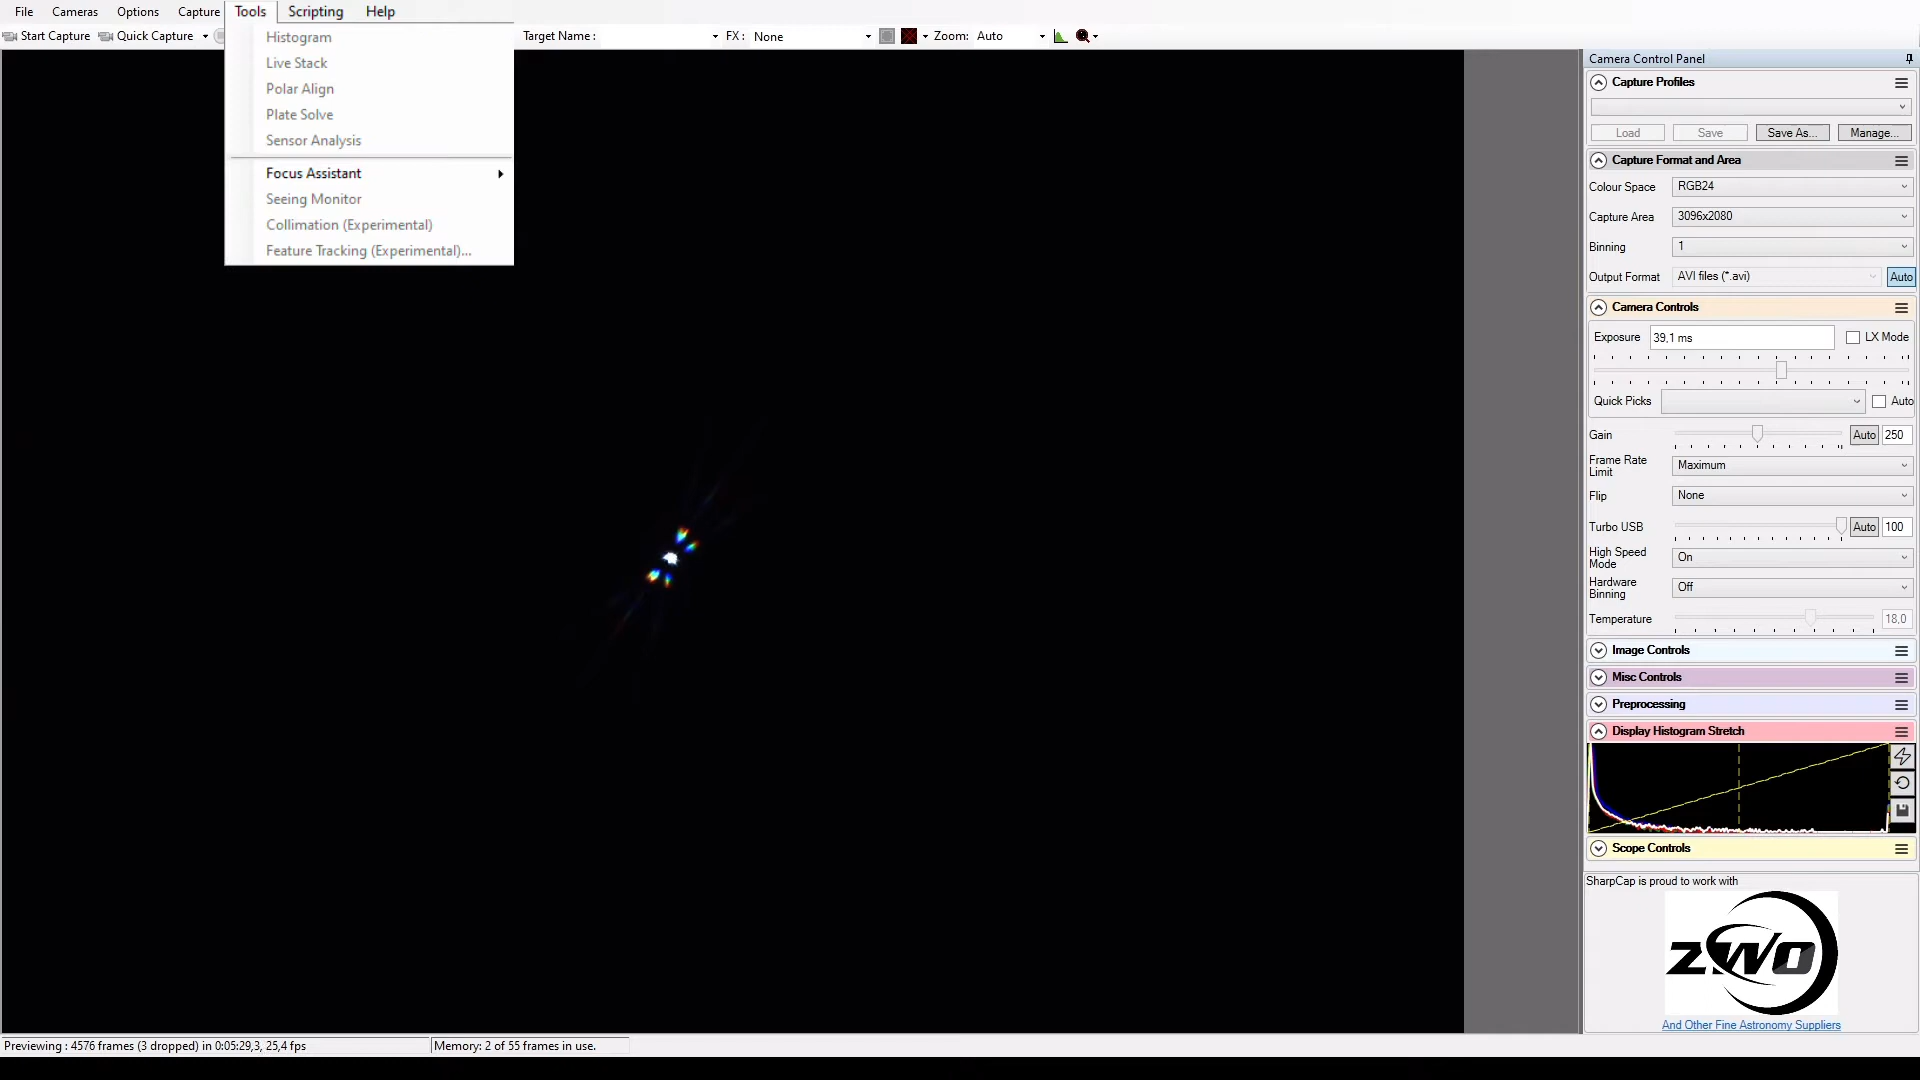 File Cameras Options Capture Tools Scripting Help
Start Capture Quick Capture Target Name : FX : None Zoom: Auto
Histogram
Live Stack
Polar Align
Plate Solve
Sensor Analysis
Focus Assistant
Seeing Monitor
Collimation (Experimental)
Feature Tracking (Experimental)...
Camera Control Panel
Capture Profiles
Load Save Save As... Manage...
Capture Format and Area
Colour Space RGB24
Capture Area 3096x2080
Binning 1
Output Format AVI files (*.avi) Auto
Camera Controls
Exposure 39,1 ms LX Mode
Quick Picks Auto
Gain Auto 250
Frame Rate Limit Maximum
Flip None
Turbo USB Auto 100
High Speed Mode On
Hardware Binning Off
Temperature 18,0
Image Controls
Misc Controls
Preprocessing
Display Histogram Stretch
Scope Controls
SharpCap is proud to work with
ZWO
And Other Fine Astronomy Suppliers
Previewing : 4576 frames (3 dropped) in 0:05:29,3, 25,4 fps Memory: 2 of 55 frames in use.